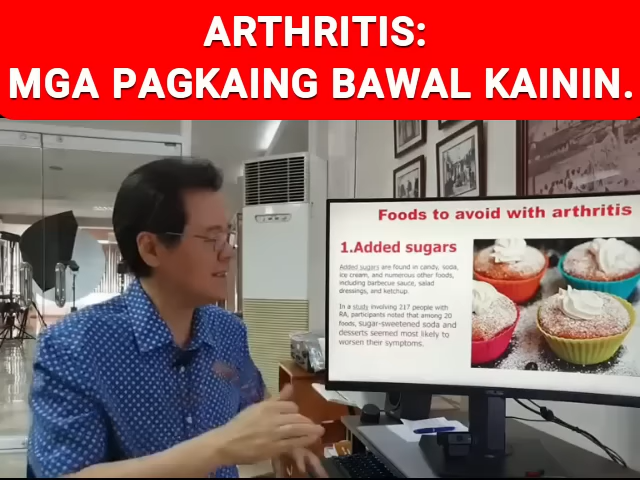 ARTHRITIS:
MGA PAGKAING BAWAL KAININ.
Foods to avoid with arthritis
1.Added sugars
Added sugars are found in candy, soda,
ice cream, and numerous other foods,
including barbecue sauce, salad
dressings, and ketchup.
In a study involving 217 people with
RA, participants noted that among 20
foods, sugar-sweetened soda and
desserts seemed most likely to
worsen their symptoms.